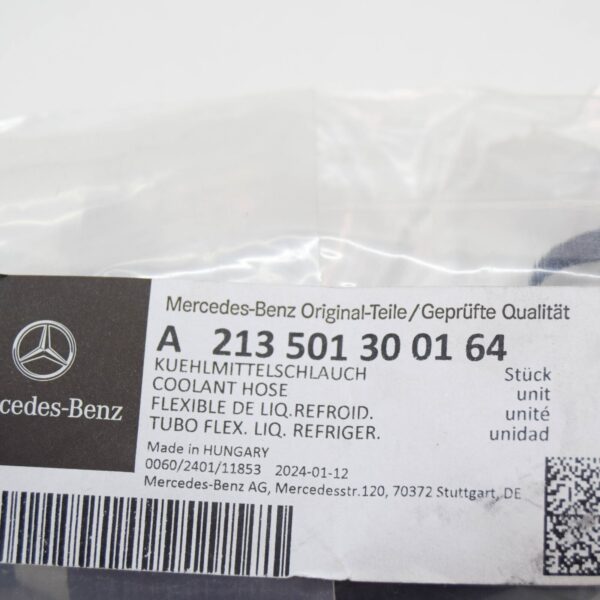 Mercedes-Benz Original-Teile/Geprüfte Qualität
A 213 501 30 01 64
KUEHLMITTELSCHLAUCH Stück
COOLANT HOSE unit
FLEXIBLE DE LIQ.REFROID. unité
TUBO FLEX. LIQ. REFRIGER. unidad
cedes-Benz
Made in HUNGARY
0060/2401/11853 2024-01-12
Mercedes-Benz AG, Mercedesstr.120, 70372 Stuttgart, DE